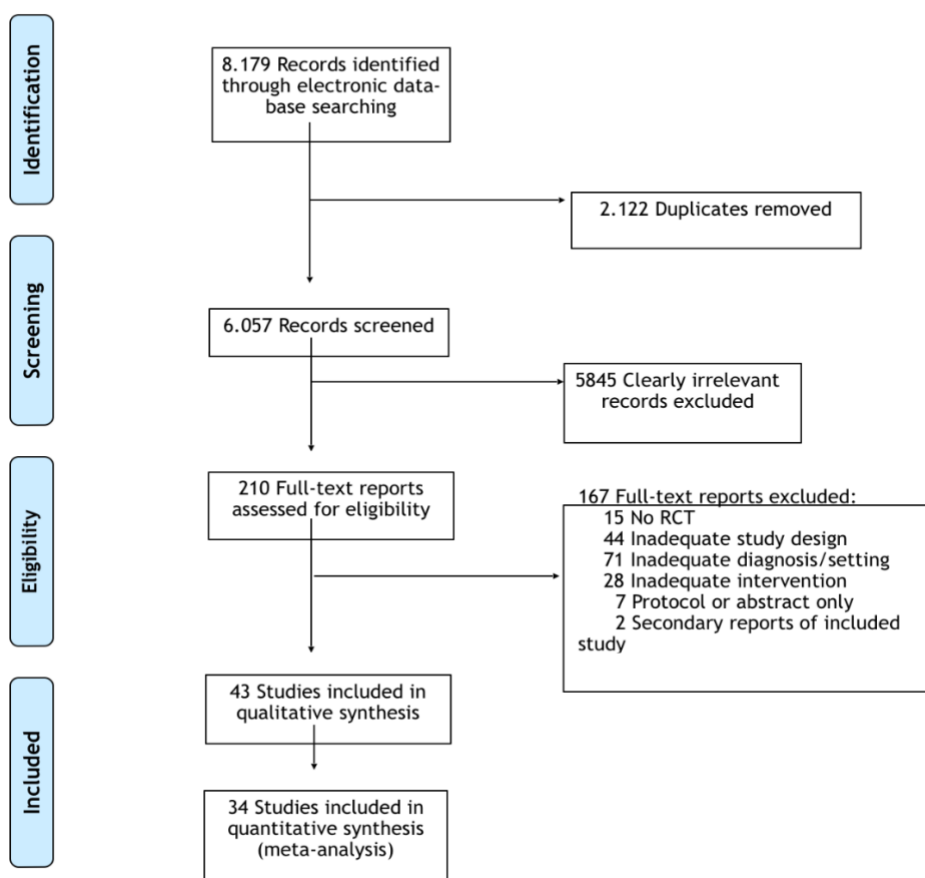 Identification
8.179 Records identified
through electronic data-
base searching
2.122 Duplicates removed
Screening
6.057 Records screened
5845 Clearly irrelevant
records excluded
Eligibility
210 Full-text reports
assessed for eligibility
167 Full-text reports excluded:
15 No RCT
44 Inadequate study design
71 Inadequate diagnosis/setting
28 Inadequate intervention
7 Protocol or abstract only
2 Secondary reports of included
study
Included
43 Studies included in
qualitative synthesis
34 Studies included in
quantitative synthesis
(meta-analysis)